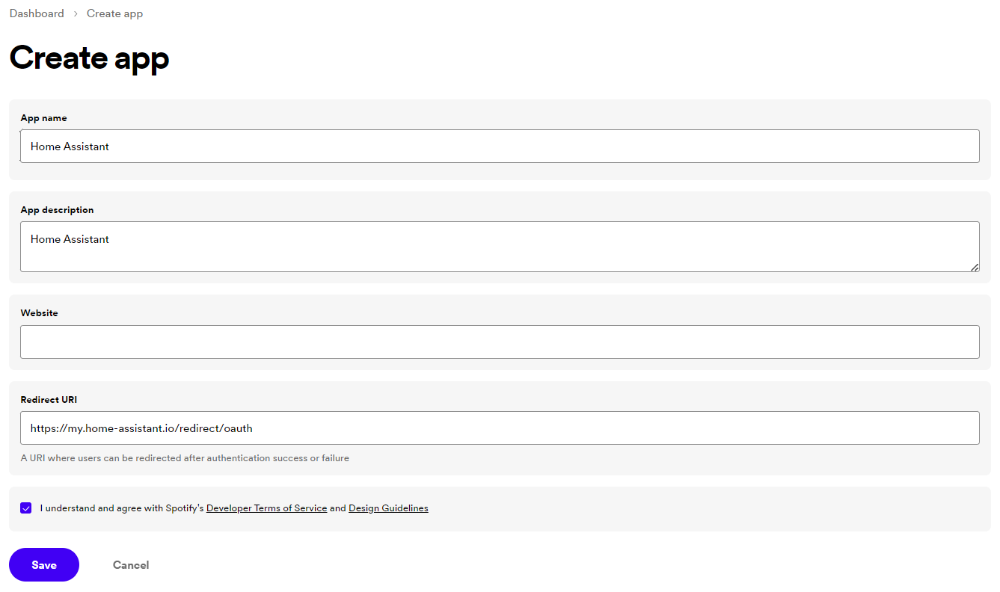 Dashboard › Create app
Create app
App name
Home Assistant
App description
Home Assistant
Website
Redirect URI
https://my.home-assistant.io/redirect/oauth
A URI where users can be redirected after authentication success or failure
I understand and agree with Spotify's Developer Terms of Service and Design Guidelines
Save Cancel